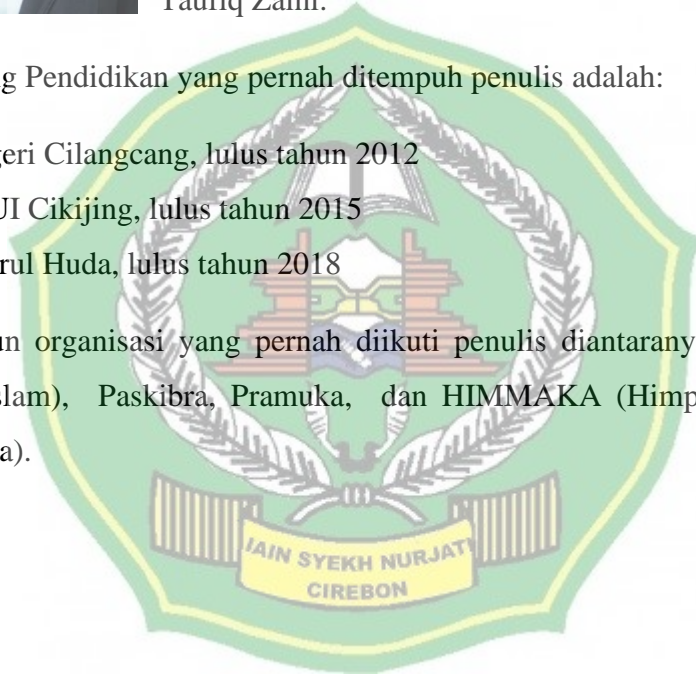 Taufiq Zaini.
g Pendidikan yang pernah ditempuh penulis adalah:
geri Cilangcang, lulus tahun 2012
UI Cikijing, lulus tahun 2015
rul Huda, lulus tahun 2018
un organisasi yang pernah diikuti penulis diantarany
slam), Paskibra, Pramuka, dan HIMMAKA (Himp
a).
IAIN SYEKH NURJATI
CIREBON